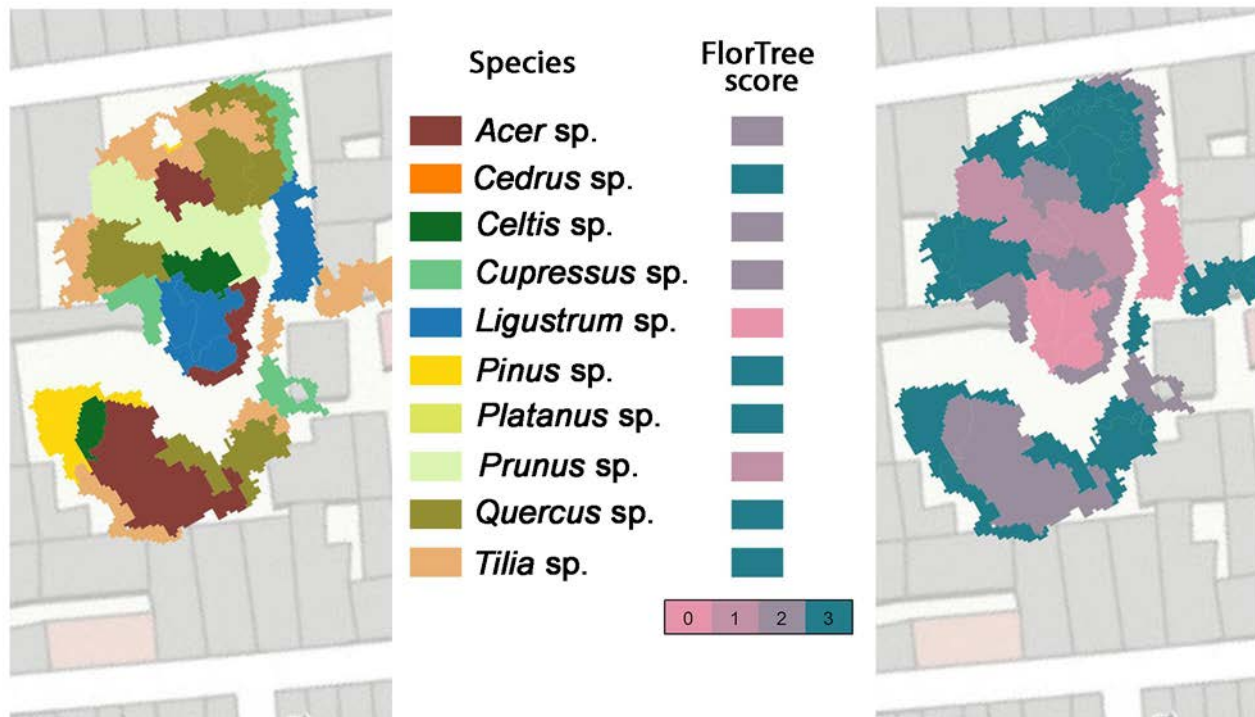 Species
FlorTree
score
Acer sp.
Cedrus sp.
Celtis sp.
Cupressus sp.
Ligustrum sp.
Pinus sp.
Platanus sp.
Prunus sp.
Quercus sp.
Tilia sp.
0 1 2 3